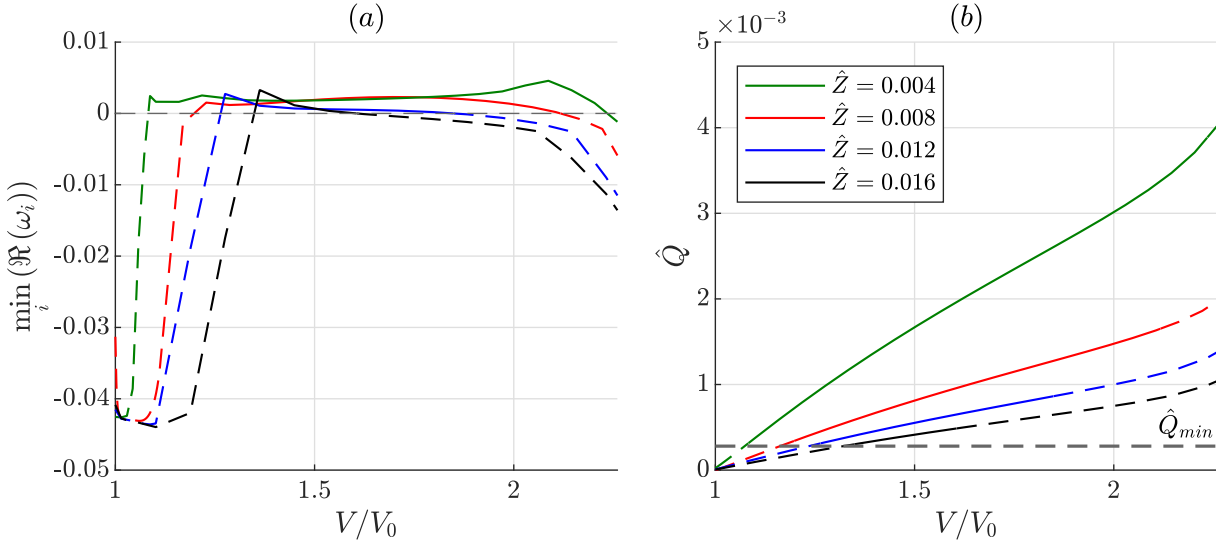 (a)
0.01
0
-0.01
-0.02
-0.03
-0.04
-0.05
min_i (ℜ (ω_i))
1
1.5
2
V/V_0
(b)
×10^{-3}
5
4
3
2
1
0
Q̂
Ẑ = 0.004
Ẑ = 0.008
Ẑ = 0.012
Ẑ = 0.016
Q̂_{min}
1
1.5
2
V/V_0